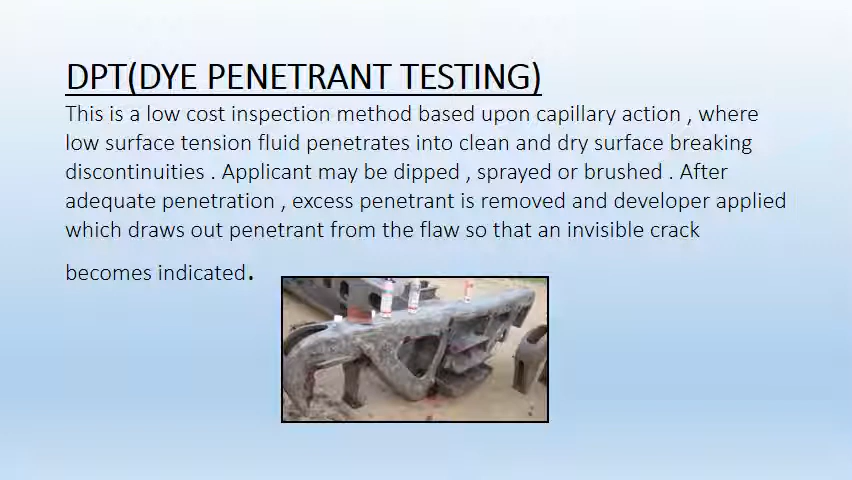 DPT(DYE PENETRANT TESTING)
This is a low cost inspection method based upon capillary action , where
low surface tension fluid penetrates into clean and dry surface breaking
discontinuities . Applicant may be dipped , sprayed or brushed . After
adequate penetration , excess penetrant is removed and developer applied
which draws out penetrant from the flaw so that an invisible crack
becomes indicated.